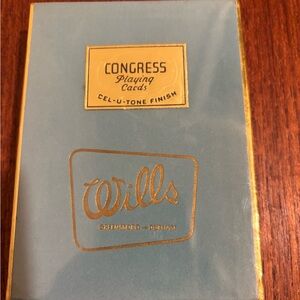 CONGRESS
Playing
Cards
CEL-U-TONE FINISH
Wills